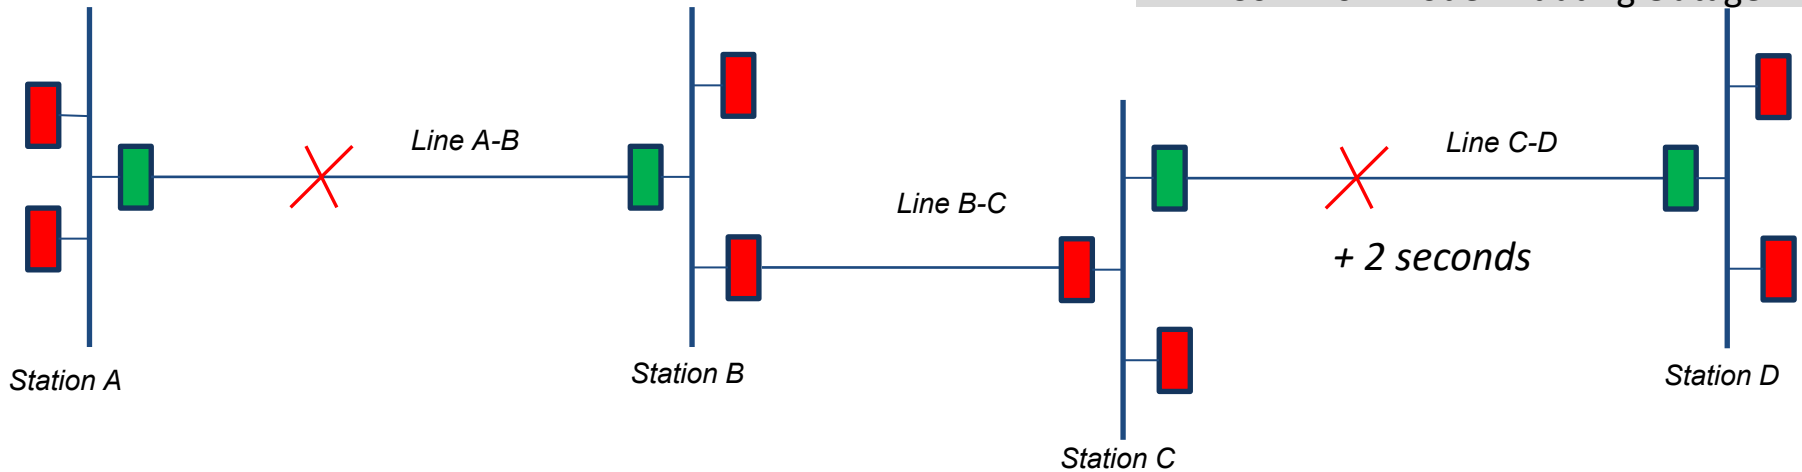 Line A-B
Line C-D
Line B-C
+ 2 seconds
Station A
Station B
Station D
Station C